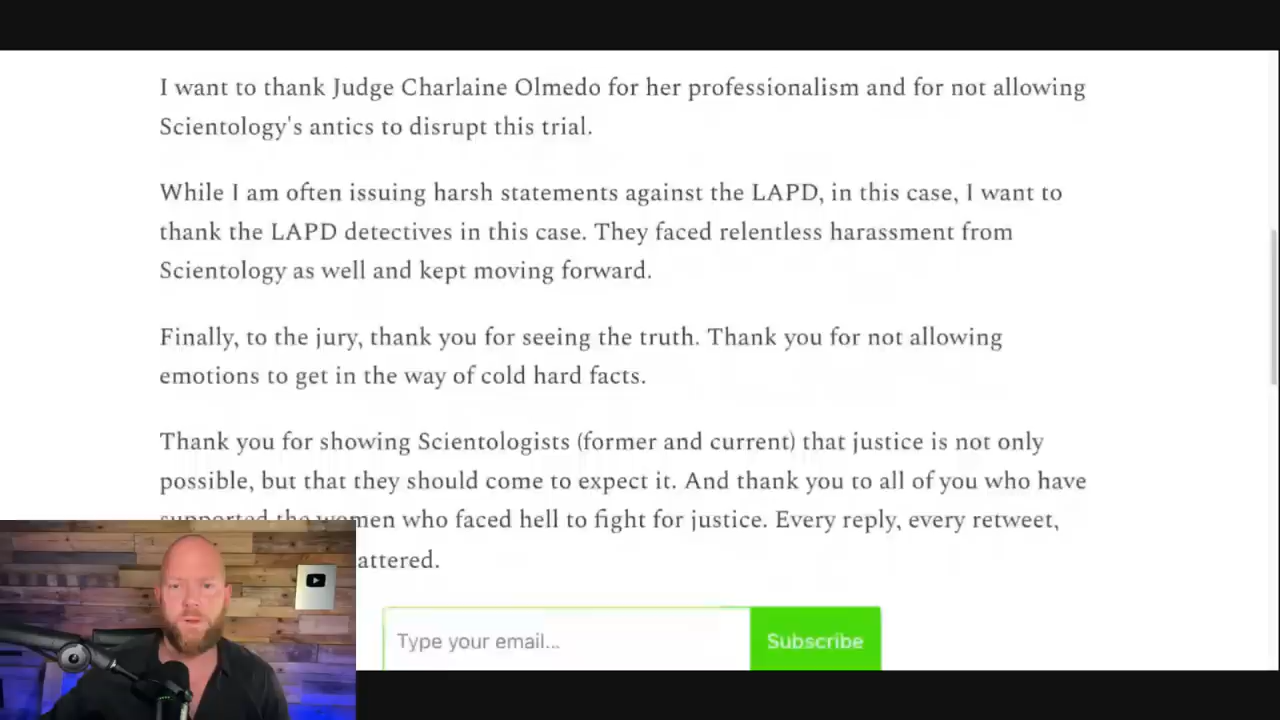 I want to thank Judge Charlaine Olmedo for her professionalism and for not allowing
Scientology's antics to disrupt this trial.
While I am often issuing harsh statements against the LAPD, in this case, I want to
thank the LAPD detectives in this case. They faced relentless harassment from
Scientology as well and kept moving forward.
Finally, to the jury, thank you for seeing the truth. Thank you for not allowing
emotions to get in the way of cold hard facts.
Thank you for showing Scientologists (former and current) that justice is not only
possible, but that they should come to expect it. And thank you to all of you who have
supported the women who faced hell to fight for justice. Every reply, every retweet,
attered.
Type your email...
Subscribe